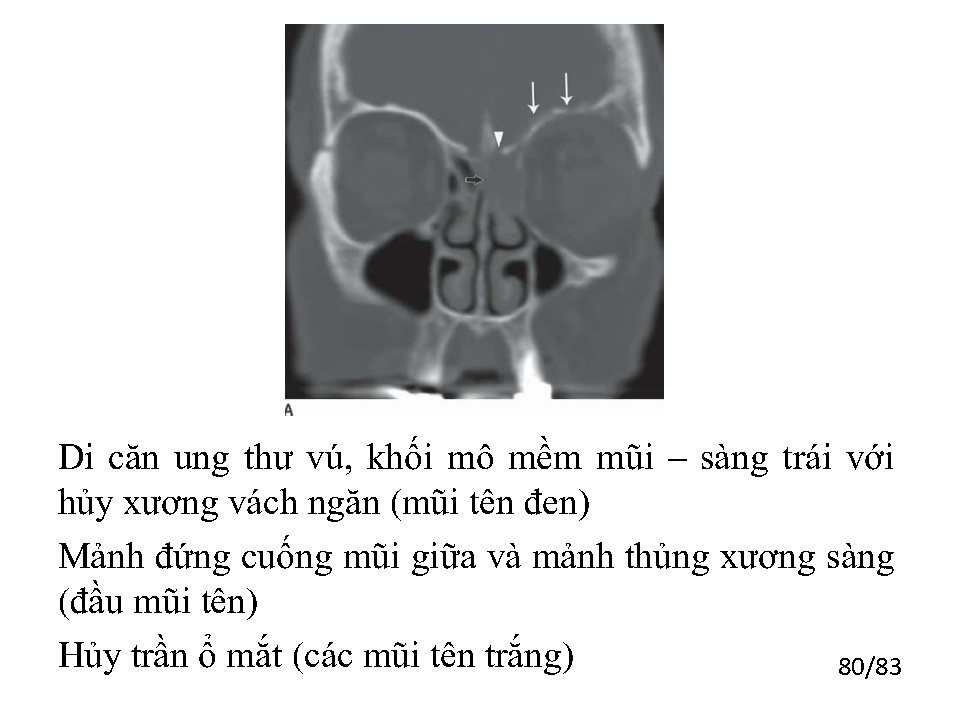 A
Di căn ung thư vú, khối mô mềm mũi – sàng trái với
hủy xương vách ngăn (mũi tên đen)
Mảnh đứng cuống mũi giữa và mảnh thủng xương sàng
(đầu mũi tên)
Hủy trần ổ mắt (các mũi tên trắng)
80/83